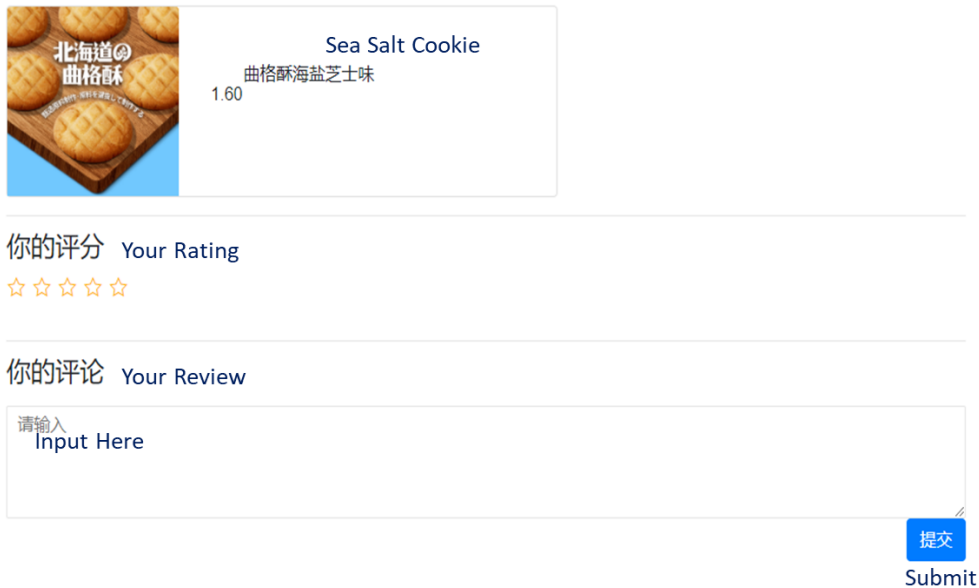 北海道の
曲格酥
Sea Salt Cookie
曲格酥海盐芝士味
1.60
你的评分 Your Rating
你的评论 Your Review
请输入
Input Here
提交
Submit